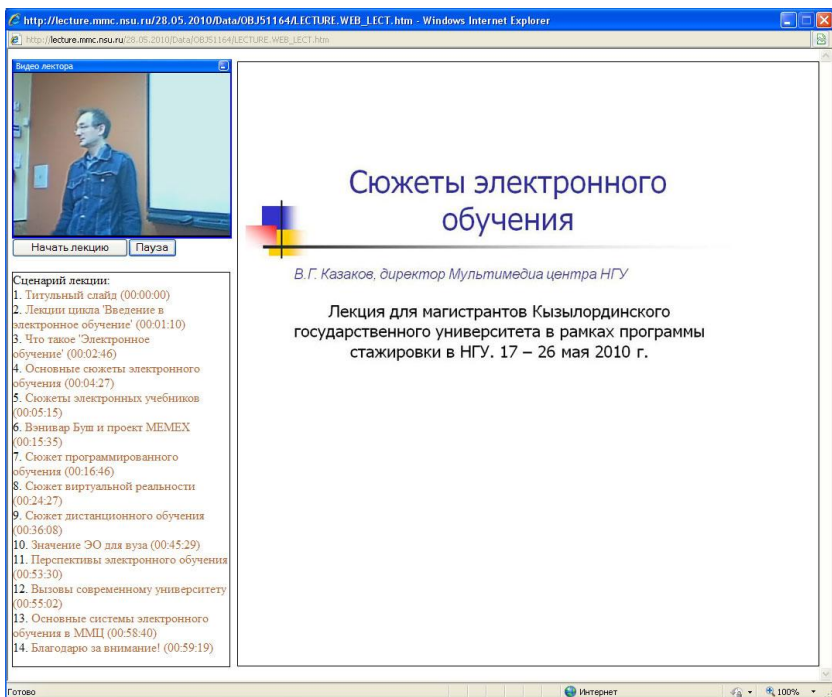 http://lecture.mmc.nsu.ru/28.05.2010/Data/OBJ51164/LECTURE.WEB_LECT.htm - Windows Internet Explorer
http://lecture.mmc.nsu.ru/28-05.2010/Data/OBJ51164/LECTURE.WEB_LECT.htm
Видео лектора
Начать лекцию Пауза
Сценарий лекции:
1. Титульный слайд (00:00:00)
2. Лекции цикла 'Введение в
электронное обучение' (00:01:10)
3. Что такое 'Электронное
обучение' (00:02:46)
4. Основные сюжеты электронного
обучения (00:04:27)
5. Сюжеты электронных учебников
(00:05:15)
6. Вэнивар Буш и проект MEMEX
(00:15:35)
7. Сюжет программированного
обучения (00:16:46)
8. Сюжет виртуальной реальности
(00:24:27)
9. Сюжет дистанционного обучения
(00:36:08)
10. Значение ЭО для вуза (00:45:29)
11. Перспективы электронного обучения
(00:53:30)
12. Вызовы современному университету
(00:55:02)
13. Основные системы электронного
обучения в ММЦ (00:58:40)
14. Благодарю за внимание! (00:59:19)
Сюжеты электронного
обучения
В.Г. Казаков, директор Мультимедиа центра НГУ
Лекция для магистрантов Кызылординского
государственного университета в рамках программы
стажировки в НГУ. 17 – 26 мая 2010 г.
Готово
Интернет
100%